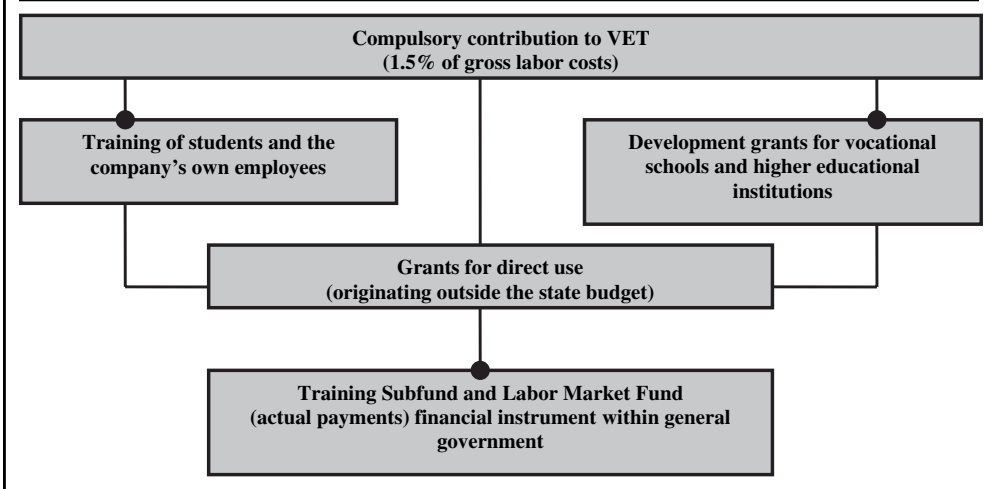 Compulsory contribution to VET
(1.5% of gross labor costs)
Training of students and the
company's own employees
Development grants for vocational
schools and higher educational
institutions
Grants for direct use
(originating outside the state budget)
Training Subfund and Labor Market Fund
(actual payments) financial instrument within general
government